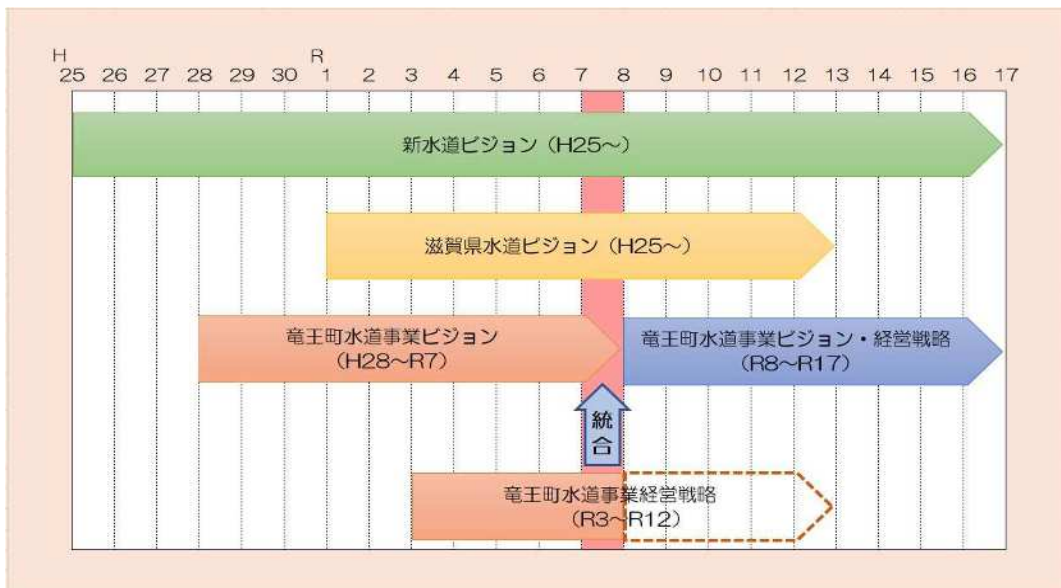 H R
25 26 27 28 29 30 1 2 3 4 5 6 7 8 9 10 11 12 13 14 15 16 17
新水道ビジョン（H25～）
滋賀県水道ビジョン（H25～）
竜王町水道事業ビジョン
（H28～R7）
竜王町水道事業ビジョン・経営戦略
（R8～R17）
統
合
竜王町水道事業経営戦略
（R3～R12）